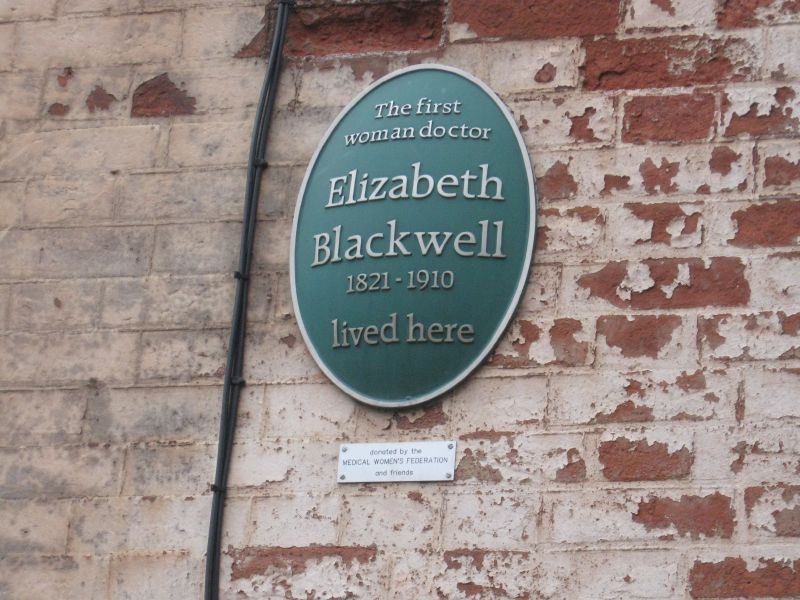 The first
woman doctor
Elizabeth
Blackwell
1821 - 1910
lived here
donated by the
MEDICAL WOMEN'S FEDERATION
and friends